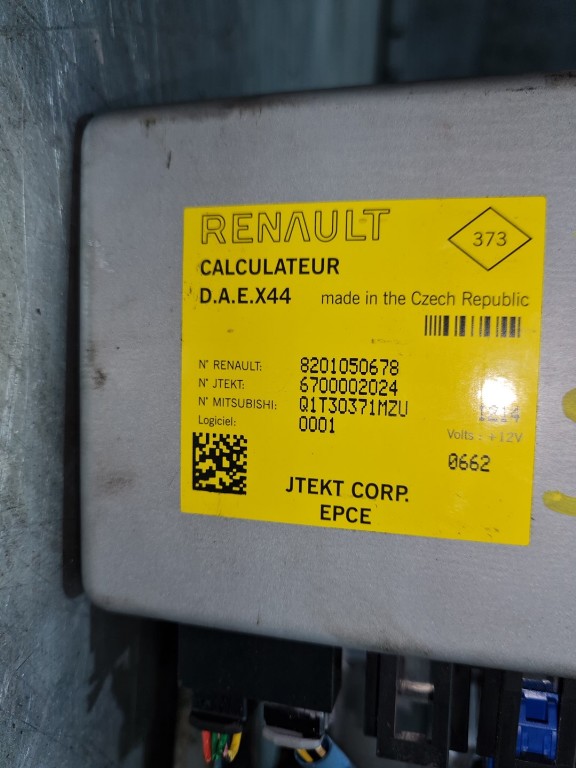 RENAULT
373
CALCULATEUR
D.A.E.X44 made in the Czech Republic
N° RENAULT: 8201050678
N° JTEKT: 6700002024
N° MITSUBISHI: Q1T30371MZU 1214
Logiciel: 0001 Volts : +12V
0662
JTEKT CORP.
EPCE